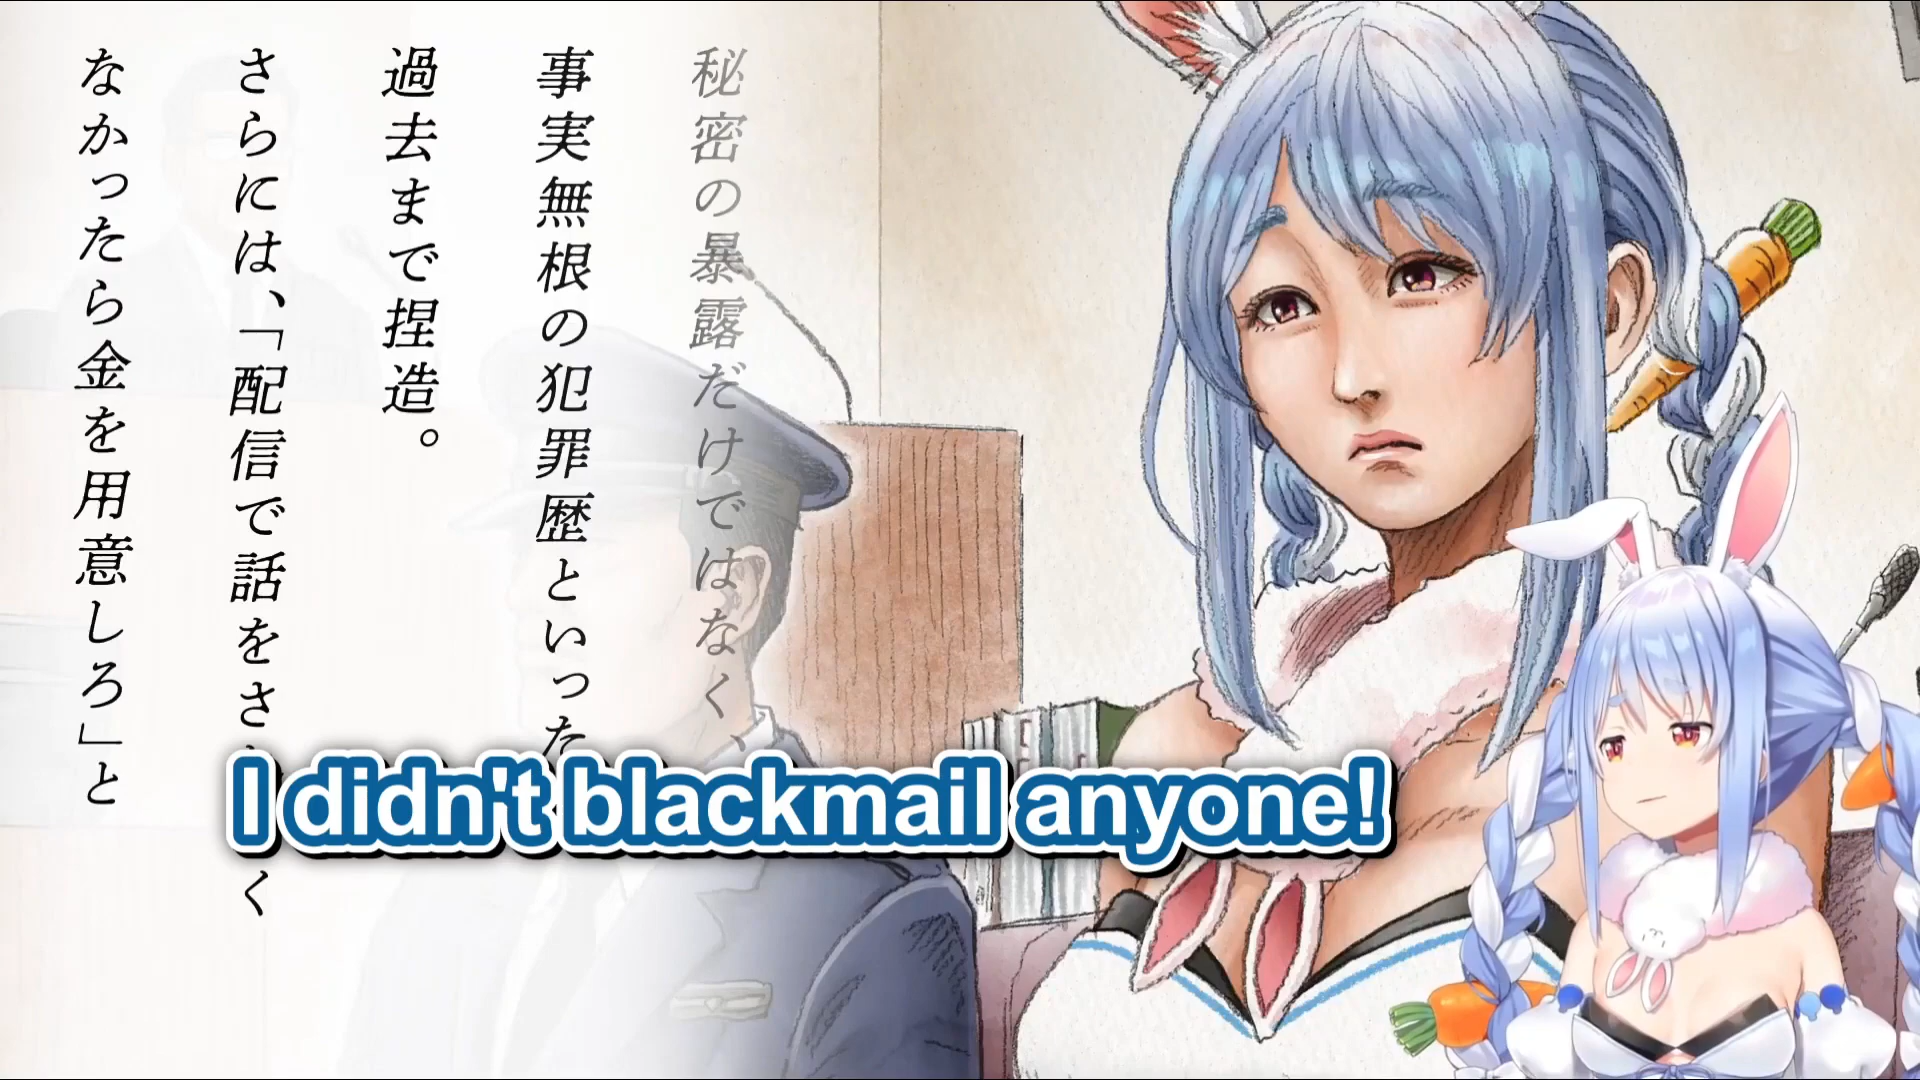 秘密の暴露だけではなく、
事実無根の犯罪歴といった
過去まで捏造。
さらには、「配信で話をさ
く
なかったら金を用意しろ」と
I didn't blackmail anyone!